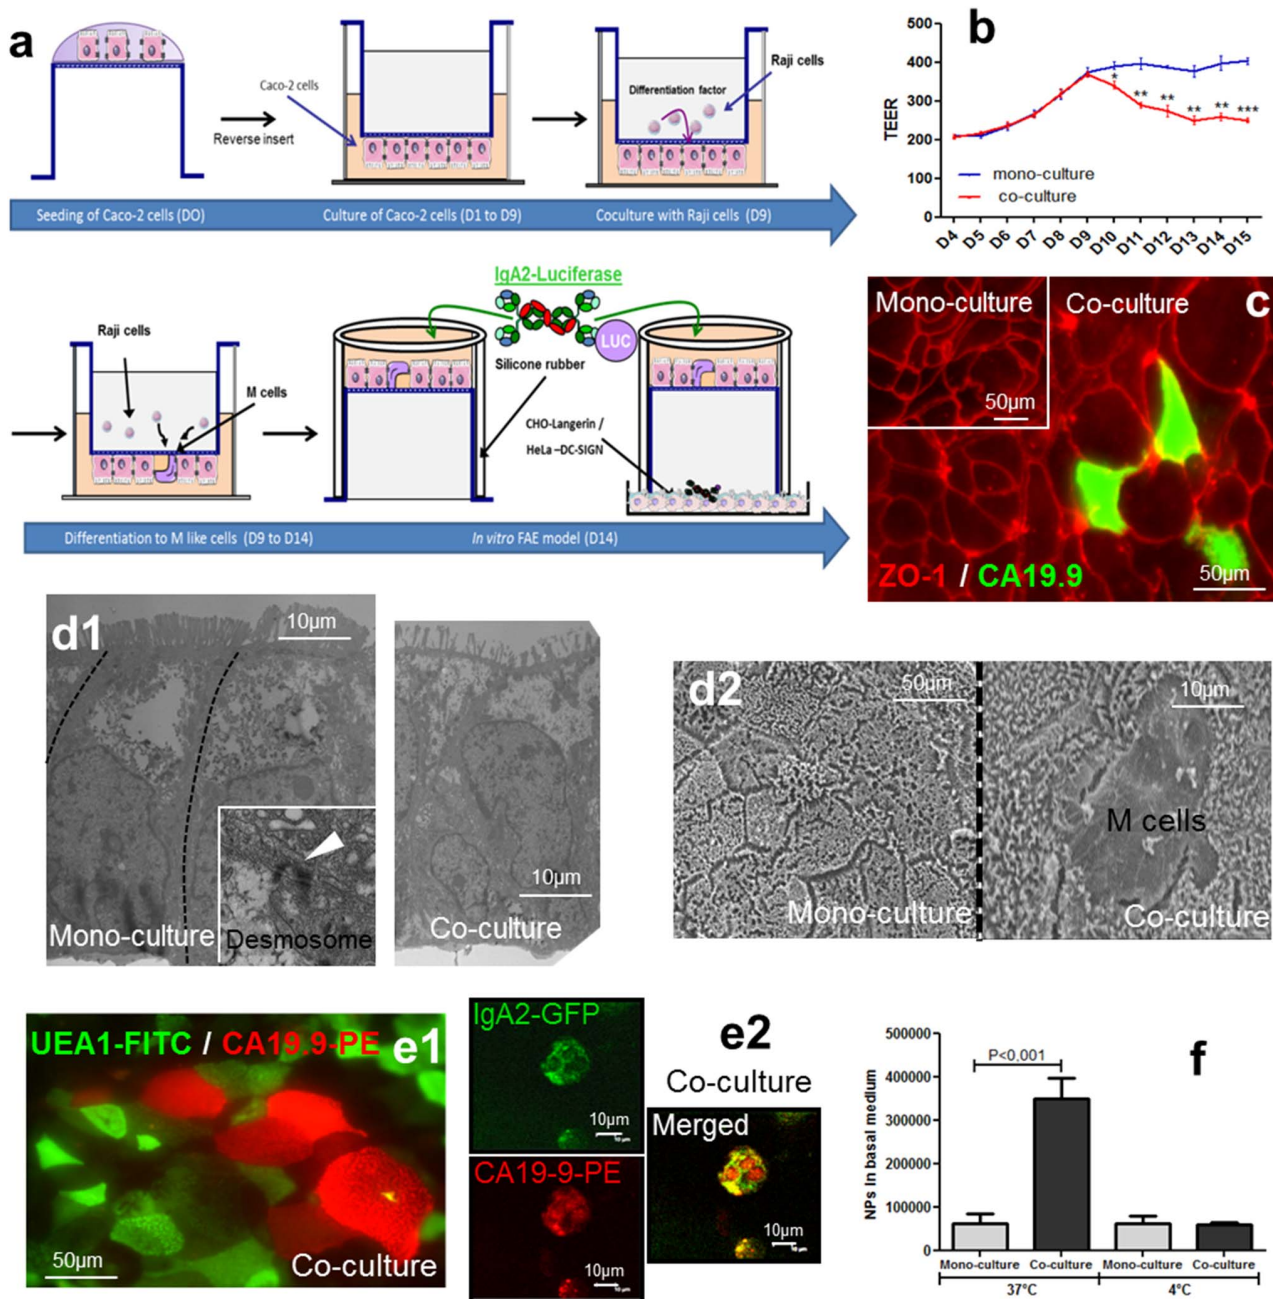 a
Caco-2 cells
Reverse insert
Differentiation factor
Raji cells
Seeding of Caco-2 cells (DO)
Culture of Caco-2 cells (D1 to D9)
Coculture with Raji cells (D9)
Raji cells
M cells
IgA2-Luciferase
LUC
Silicone rubber
CHO-Langerin /
HeLa –DC-SIGN
Differentiation to M like cells (D9 to D14)
In vitro FAE model (D14)
b
TEER
500
400
300
200
100
0
*
**
**
**
**
***
mono-culture
co-culture
D4
D5
D6
D7
D8
D9
D10
D11
D12
D13
D14
D15
Mono-culture
50µm
Co-culture
c
ZO-1 / CA19.9
50µm
d1
10µm
Mono-culture
Desmosome
10µm
Co-culture
d2
50µm
Mono-culture
10µm
M cells
Co-culture
UEA1-FITC / CA19.9-PE
e1
50µm
Co-culture
IgA2-GFP
10µm
CA19-9-PE
10µm
e2
Co-culture
Merged
10µm
f
NPs in basal medium
500000
400000
300000
200000
100000
0
P<0.001
Mono-culture
Co-culture
Mono-culture
Co-culture
37°C
4°C